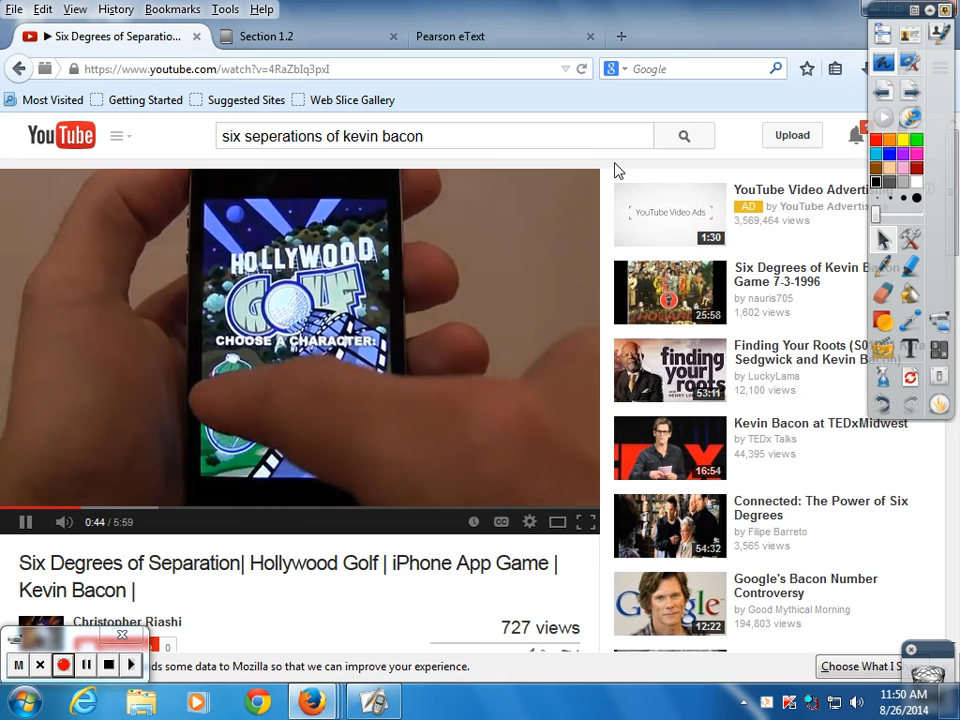 File Edit View History Bookmarks Tools Help
▶ Six Degrees of Separatio... × Section 1.2 × Pearson eText × +
https://www.youtube.com/watch?v=4RaZbIq3pxI Google
Most Visited Getting Started Suggested Sites Web Slice Gallery
YouTube six seperations of kevin bacon Upload
HOLLYWOOD
GOLF
CHOOSE A CHARACTER:
0:44 / 5:59 CC
Six Degrees of Separation| Hollywood Golf | iPhone App Game |
Kevin Bacon |
Christopher Riashi
0
727 views
YouTube Video Ads
1:30
YouTube Video Advertising
AD by YouTube Advertis
3,569,464 views
25:58
Six Degrees of Kevin Bacon
Game 7-3-1996
by nauris705
1,602 views
finding
your
roots
53:11
Finding Your Roots (S01
Sedgwick and Kevin Bacon)
by LuckyLama
12,100 views
16:54
Kevin Bacon at TEDxMidwest
by TEDx Talks
44,395 views
54:32
Connected: The Power of Six
Degrees
by Filipe Barreto
3,565 views
Google
12:22
Google's Bacon Number
Controversy
by Good Mythical Morning
194,803 views
T
M
ds some data to Mozilla so that we can improve your experience.
Choose What I S
11:50 AM
8/26/2014